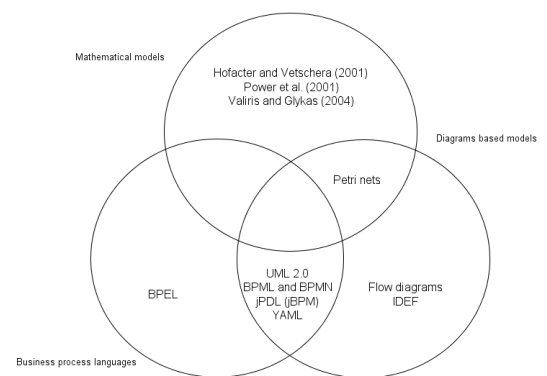 Mathematical models
Hofacter and Vetschera (2001)
Power et al. (2001)
Valiris and Glykas (2004)
Diagrams based models
Petri nets
UML 2.0
BPML and BPMN
jPDL (jBPM)
YAML
BPEL
Flow diagrams
IDEF
Business process languages